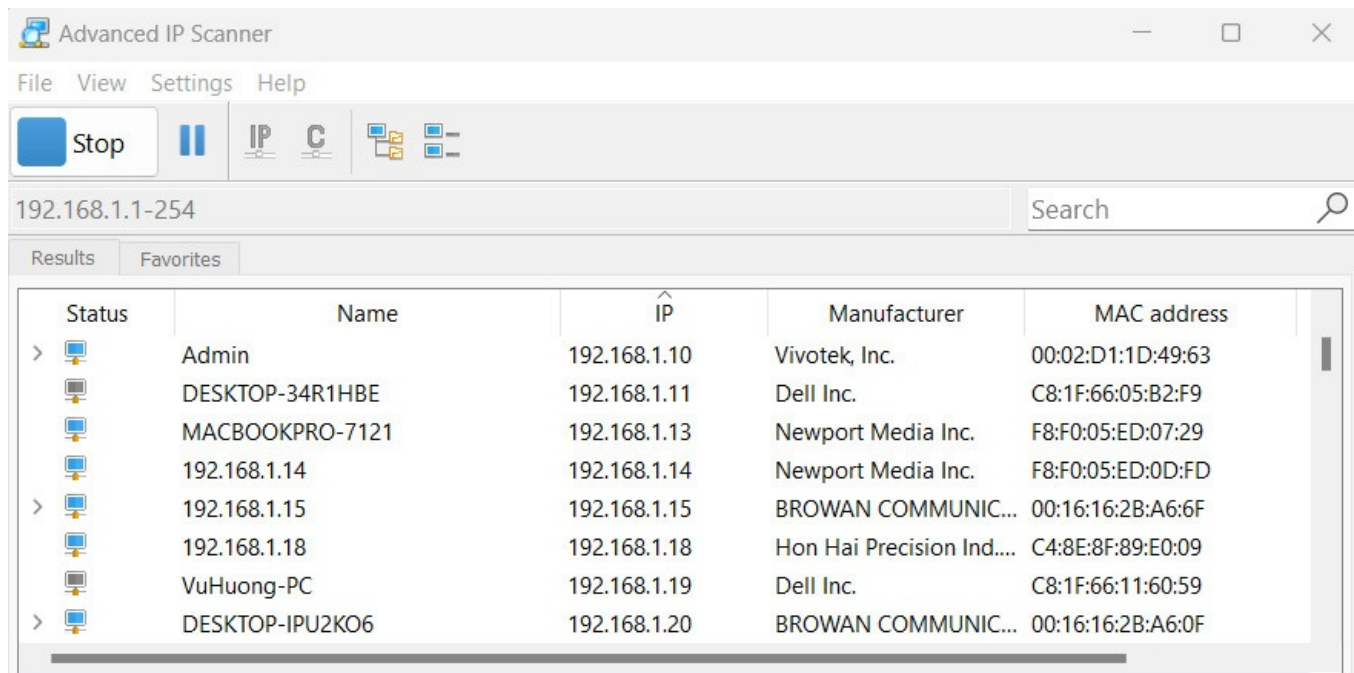 Advanced IP Scanner
File View Settings Help
Stop IP C
192.168.1.1-254 Search
Results Favorites
Status Name IP Manufacturer MAC address
Admin 192.168.1.10 Vivotek, Inc. 00:02:D1:1D:49:63
DESKTOP-34R1HBE 192.168.1.11 Dell Inc. C8:1F:66:05:B2:F9
MACBOOKPRO-7121 192.168.1.13 Newport Media Inc. F8:F0:05:ED:07:29
192.168.1.14 192.168.1.14 Newport Media Inc. F8:F0:05:ED:0D:FD
192.168.1.15 192.168.1.15 BROWAN COMMUNIC... 00:16:16:2B:A6:6F
192.168.1.18 192.168.1.18 Hon Hai Precision Ind.... C4:8E:8F:89:E0:09
VuHuong-PC 192.168.1.19 Dell Inc. C8:1F:66:11:60:59
DESKTOP-IPU2KO6 192.168.1.20 BROWAN COMMUNIC... 00:16:16:2B:A6:0F